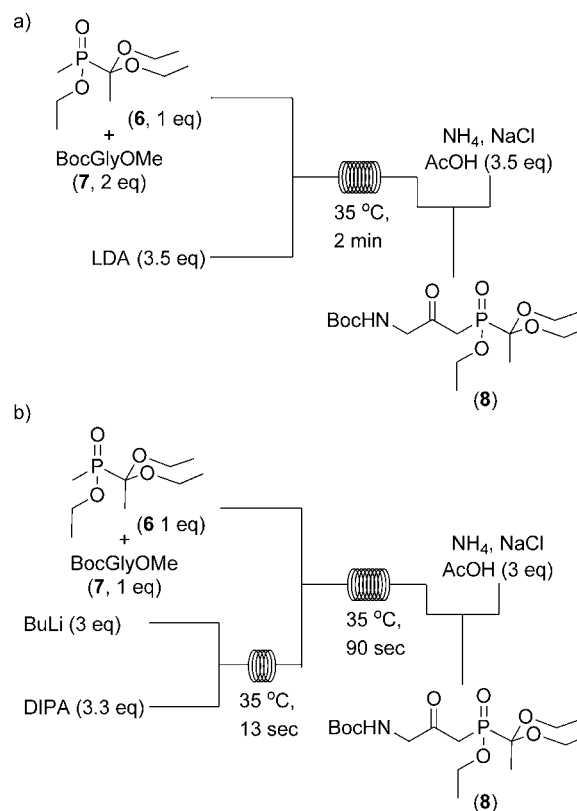 a)
O
P
O
O
O
(6, 1 eq)
+
BocGlyOMe
(7, 2 eq)
LDA (3.5 eq)
35 °C,
2 min
NH4, NaCl
AcOH (3.5 eq)
BocHN
O
O
P
O
O
O
(8)
b)
O
P
O
O
O
(6 1 eq)
+
BocGlyOMe
(7, 1 eq)
BuLi (3 eq)
DIPA (3.3 eq)
35 °C,
13 sec
35 °C,
90 sec
NH4, NaCl
AcOH (3 eq)
BocHN
O
O
P
O
O
O
(8)